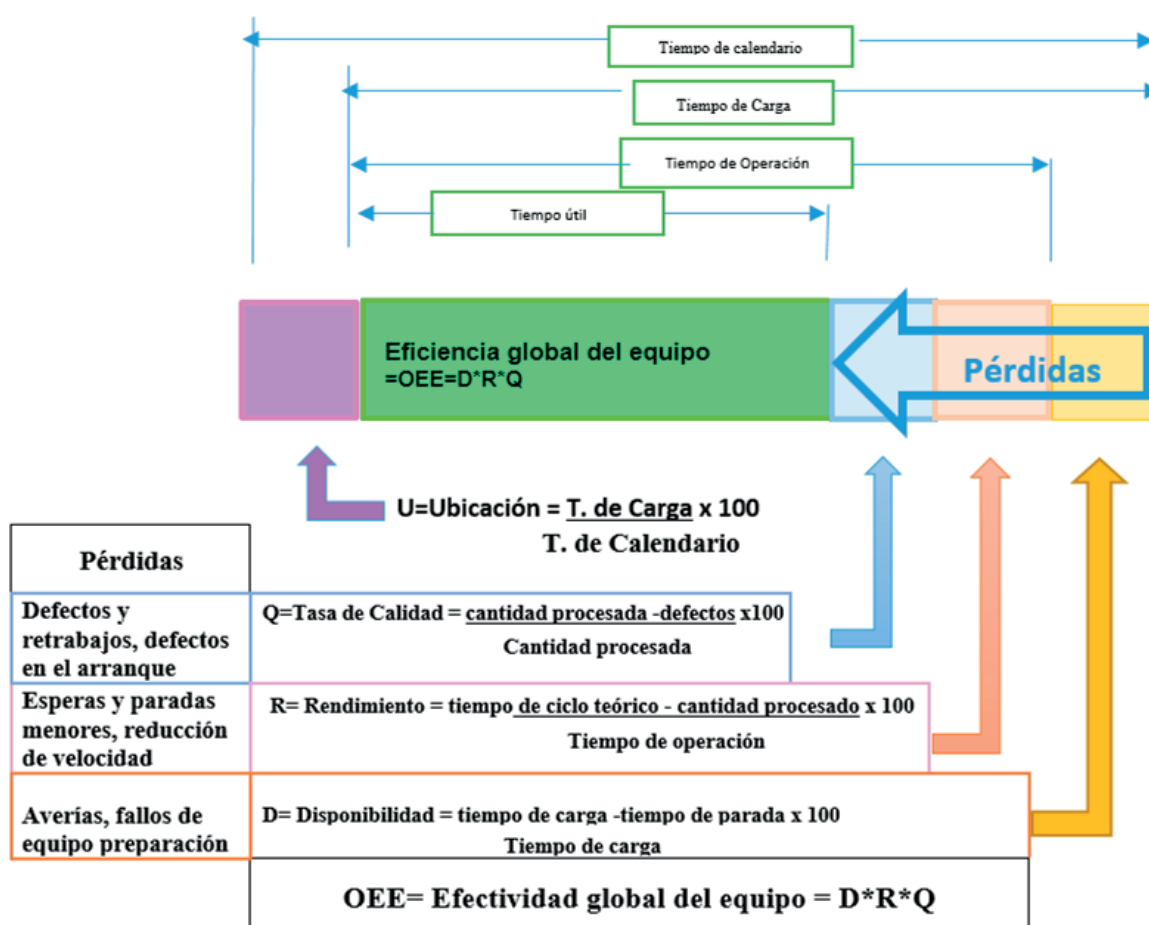 Tiempo de calendario
Tiempo de Carga
Tiempo de Operación
Tiempo útil
Eficiencia global del equipo
=OEE=D*R*Q
Pérdidas
U=Ubicación = T. de Carga x 100
T. de Calendario
Pérdidas
Defectos y
retrabajos, defectos
en el arranque
Q=Tasa de Calidad = cantidad procesada -defectos x100
Cantidad procesada
Esperas y paradas
menores, reducción
de velocidad
R= Rendimiento = tiempo de ciclo teórico - cantidad procesado x 100
Tiempo de operación
Averías, fallos de
equipo preparación
D= Disponibilidad = tiempo de carga -tiempo de parada x 100
Tiempo de carga
OEE= Efectividad global del equipo = D*R*Q